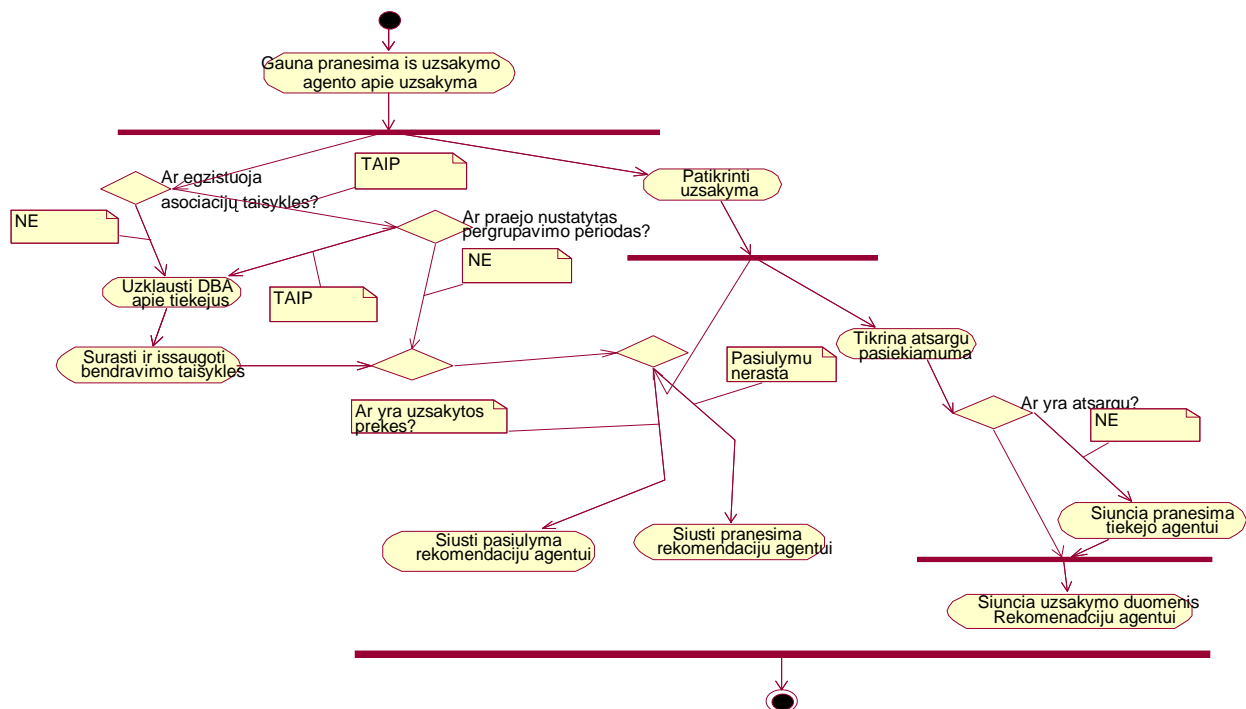 Gauna pranesima is uzsakymo
agento apie uzsakyma
TAIP
Ar egzistuoja
asociacijų taisyklės?
Patikrinti
uzsakyma
NE
Ar praejo nustatytas
pergrupavimo periodas?
NE
Uzklausti DBA
apie tiekejus
TAIP
Tikrina atsargu
pasiekiamuma
Surasti ir issaugoti
bendravimo taisykles
Pasiulymu
nerasta
Ar yra uzsakytos
prekes?
Ar yra atsargu?
NE
Siuncia pranesima
tiekejo agentui
Siusti pasiulyma
rekomendaciju agentui
Siusti pranesima
rekomendaciju agentui
Siuncia uzsakymo duomenis
Rekomenadciju agentui